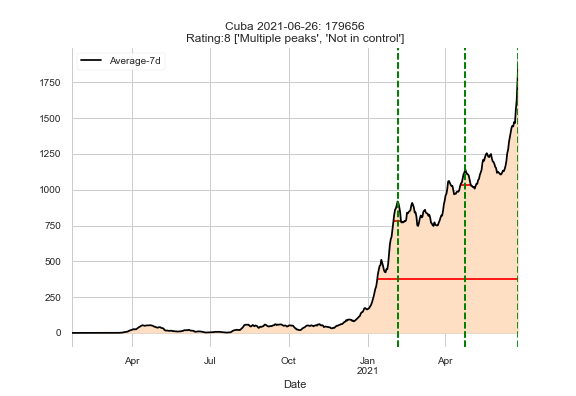 Cuba 2021-06-26: 179656
Rating:8 ['Multiple peaks', 'Not in control']
Average-7d
1750
1500
1250
1000
750
500
250
0
Apr
Jul
Oct
Jan
2021
Apr
Date